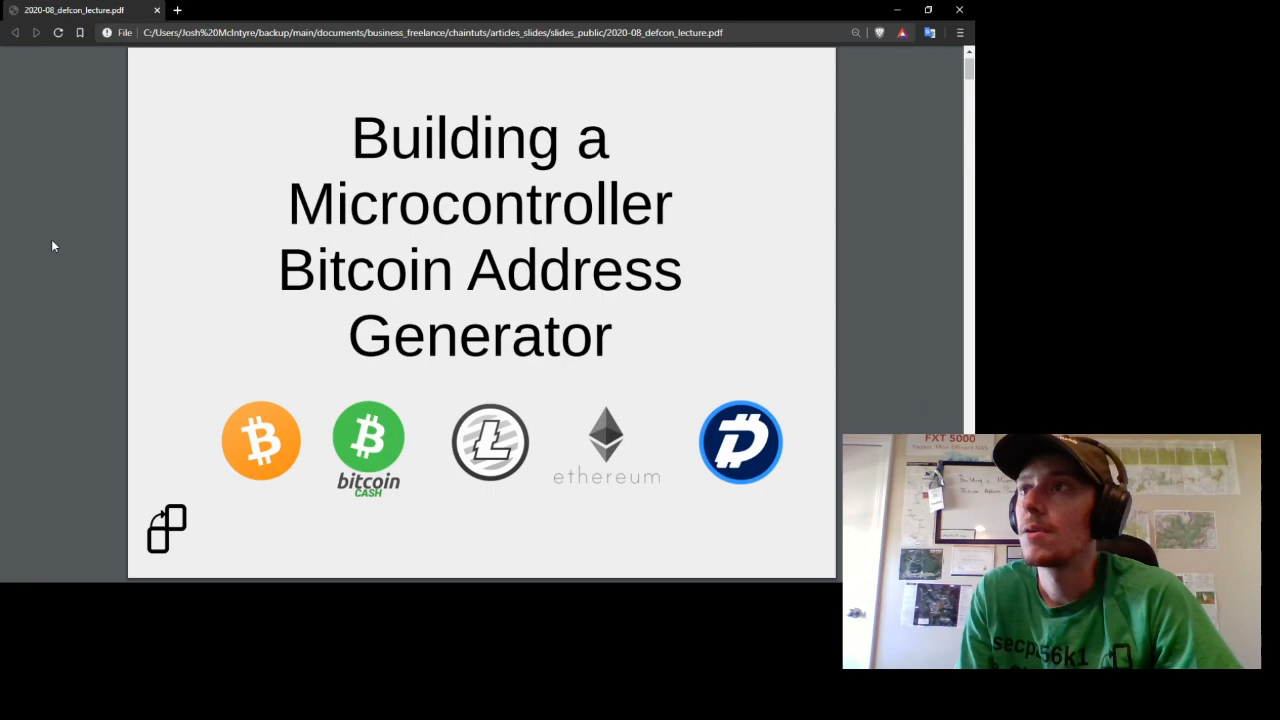 2020-08_defcon_lecture.pdf
File
C:/Users/Josh%20McIntyre/backup/main/documents/business_freelance/chaintuts/articles_slides/slides_public/2020-08_defcon_lecture.pdf
Building a
Microcontroller
Bitcoin Address
Generator
bitcoin
CASH
ethereum
FXT 5000
Building a